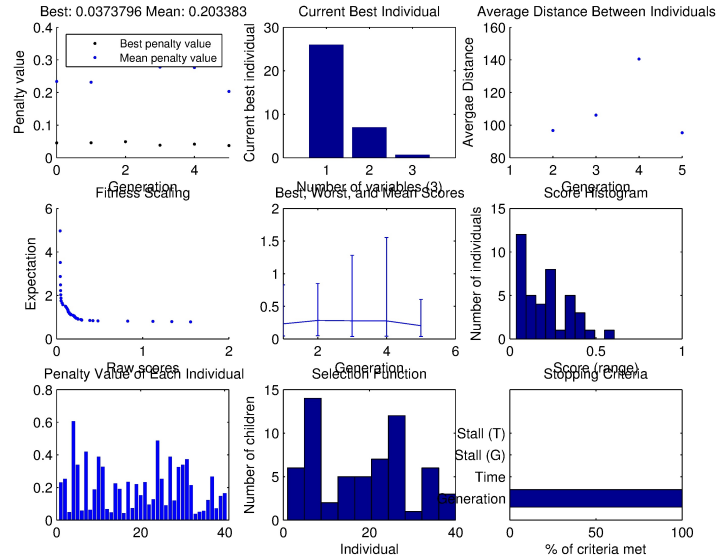 Best: 0.0373796 Mean: 0.203383
Penalty value
0.4
0.3
0.2
0.1
0
Best penalty value
Mean penalty value
0 2 4
Generation
Current Best Individual
Current best individual
30
20
10
0
1 2 3
Number of variables (3)
Average Distance Between Individuals
Avergae Distance
160
140
120
100
80
1 2 3 4 5
Generation
Fitness Scaling
Expectation
6
4
2
0
0 1 2
Raw scores
Best, Worst, and Mean Scores
2
1.5
1
0.5
0
2 4 6
Generation
Score Histogram
Number of individuals
15
10
5
0
0 0.5 1
Score (range)
Penalty Value of Each Individual
0.8
0.6
0.4
0.2
0
0 10 20 30 40
Selection Function
Number of children
15
10
5
0
0 20 40
Individual
Stopping Criteria
Stall (T)
Stall (G)
Time
Generation
0 50 100
% of criteria met